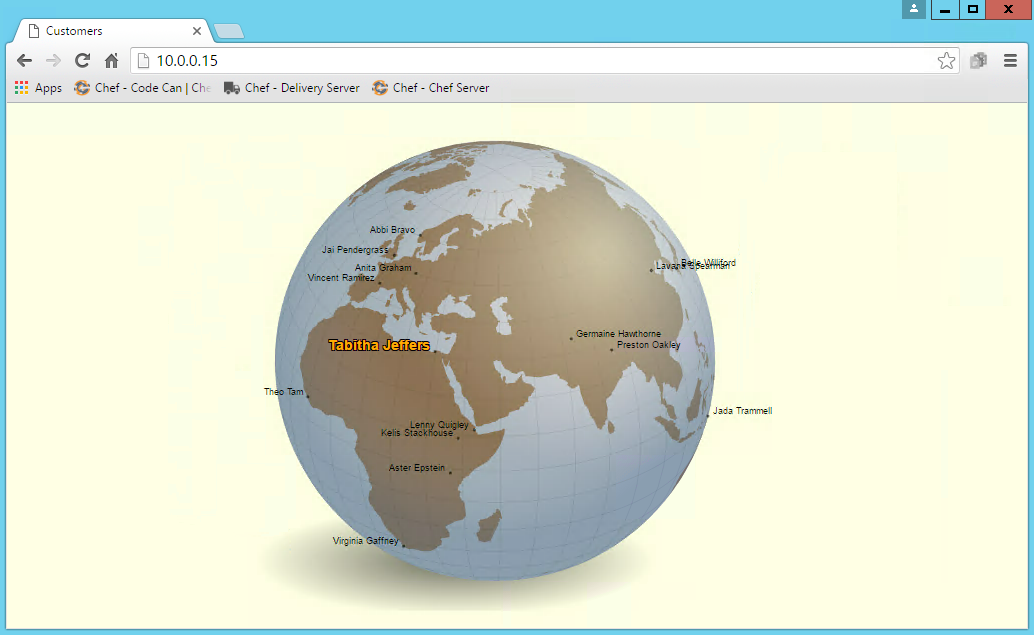 Customers
10.0.0.15
Apps
Chef - Code Can | Che
Chef - Delivery Server
Chef - Chef Server
Abbi Bravo
Jai Pendergrass
Anita Graham
Vincent Ramirez
Belle Williford
Lavana Spearman
Germaine Hawthorne
Tabitha Jeffers
Preston Oakley
Theo Tam
Jada Trammell
Lenny Quigley
Kelis Stackhouse
Aster Epstein
Virginia Gaffney